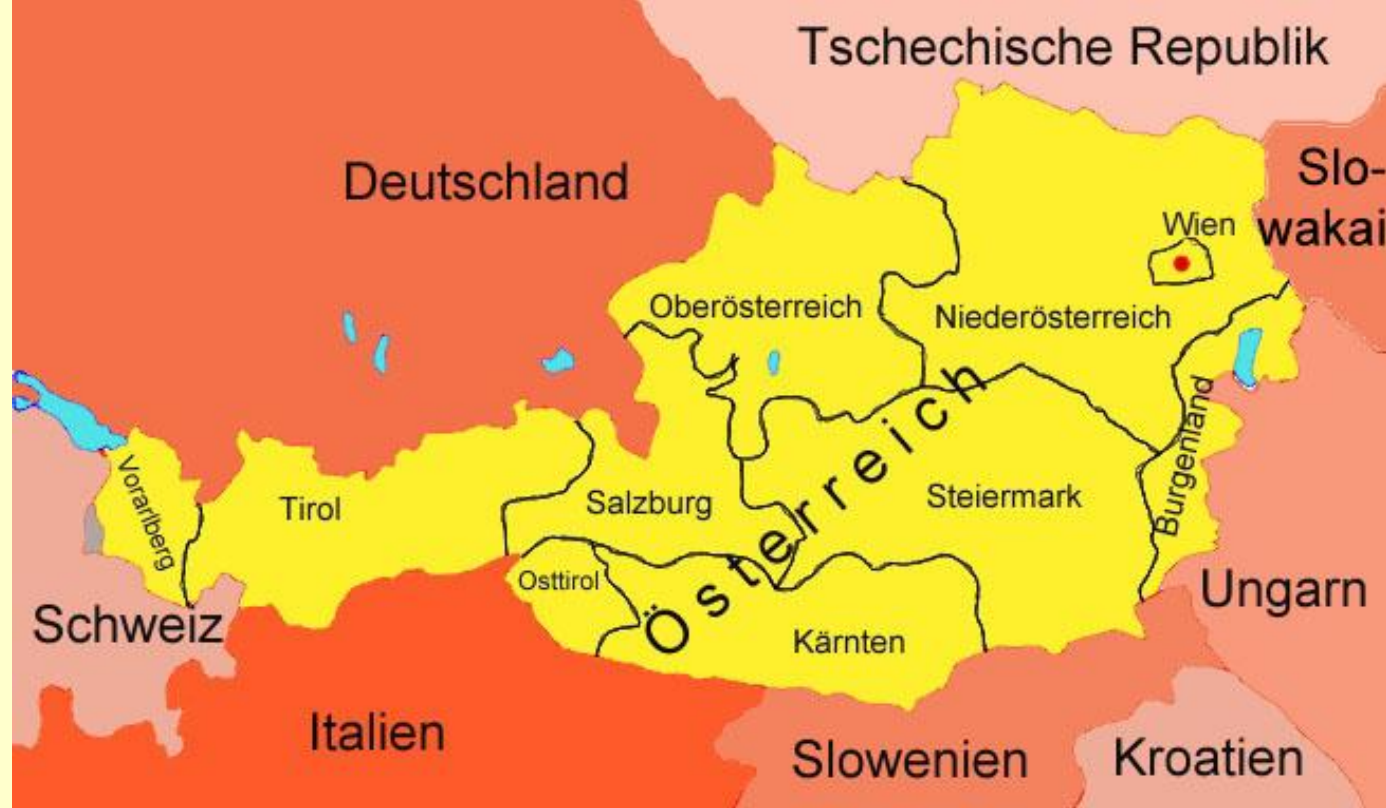 Tschechische Republik
Deutschland
Slo-
wakai
Wien
Oberösterreich
Niederösterreich
Österreich
Burgenland
Vorarlberg
Tirol
Salzburg
Steiermark
Osttirol
Kärnten
Ungarn
Schweiz
Italien
Slowenien
Kroatien